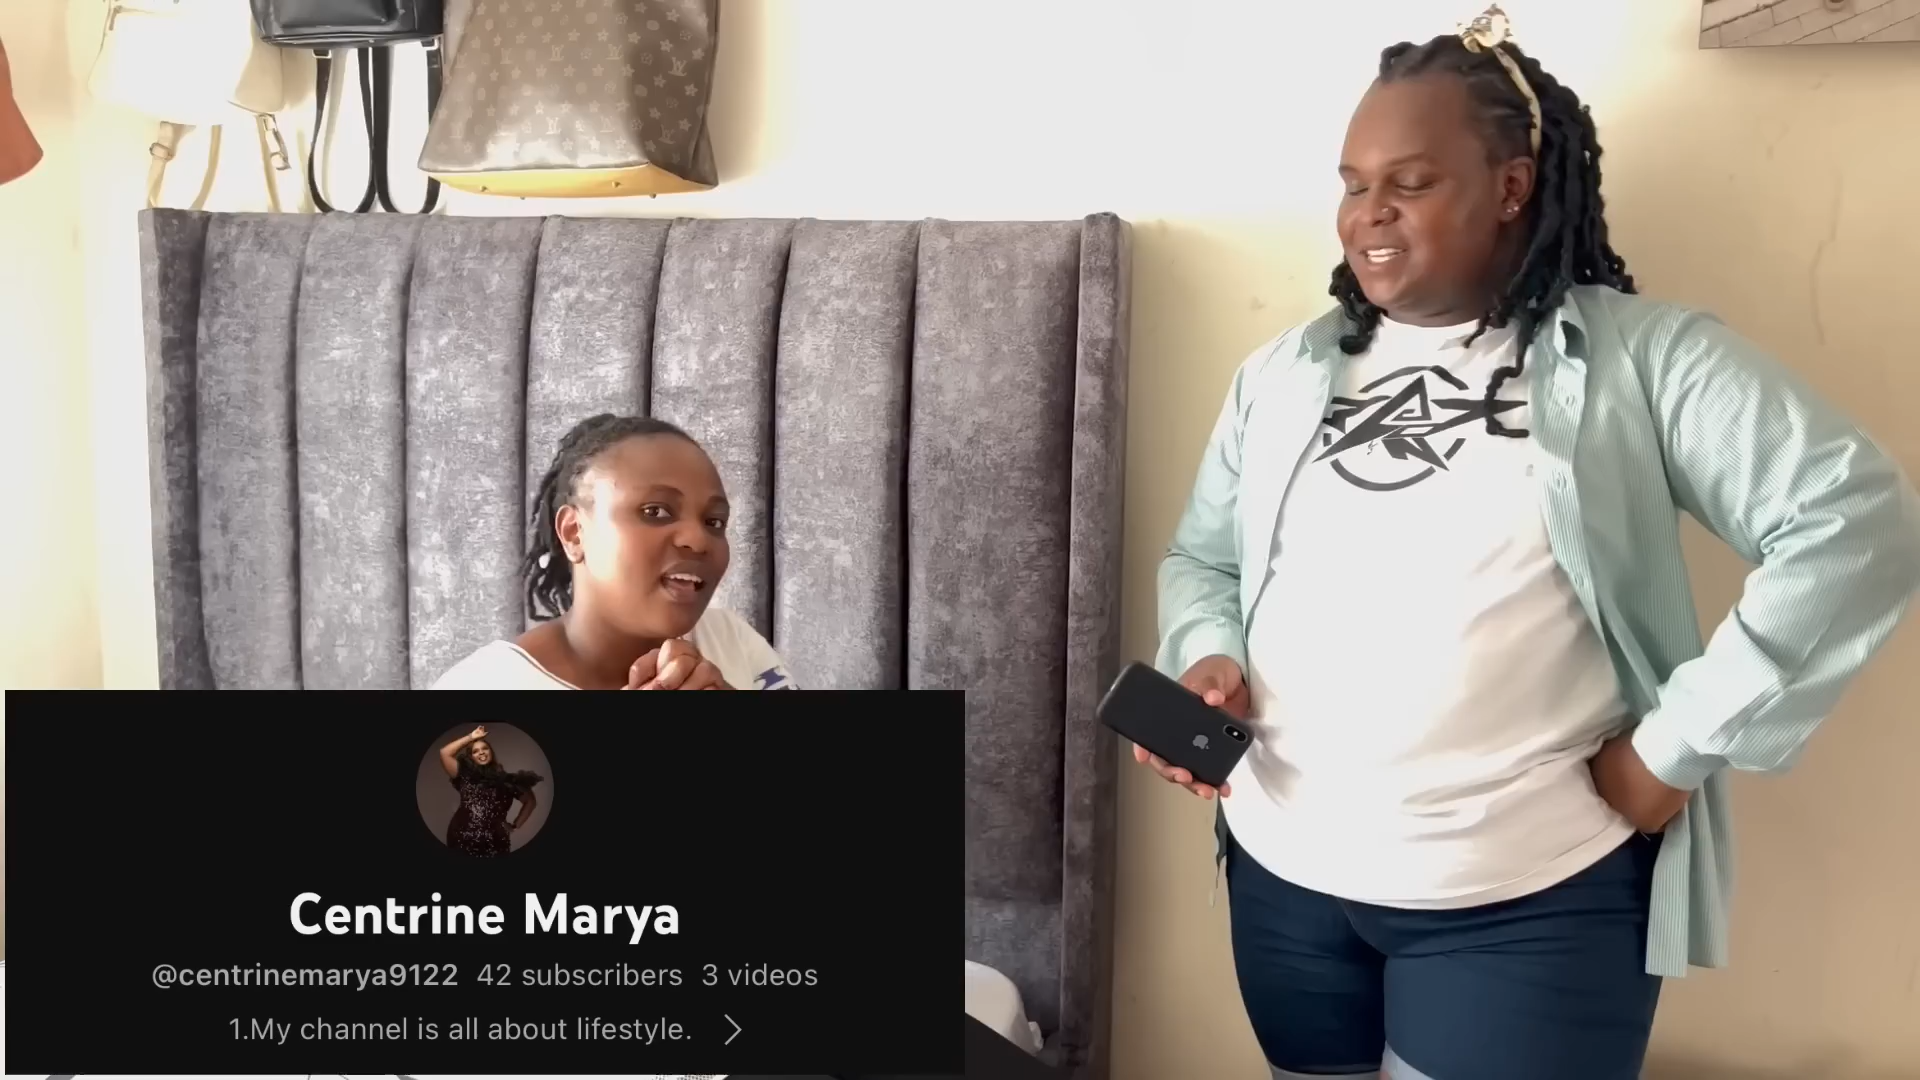 Centrine Marya
@centrinemarya9122 42 subscribers 3 videos
1.My channel is all about lifestyle.